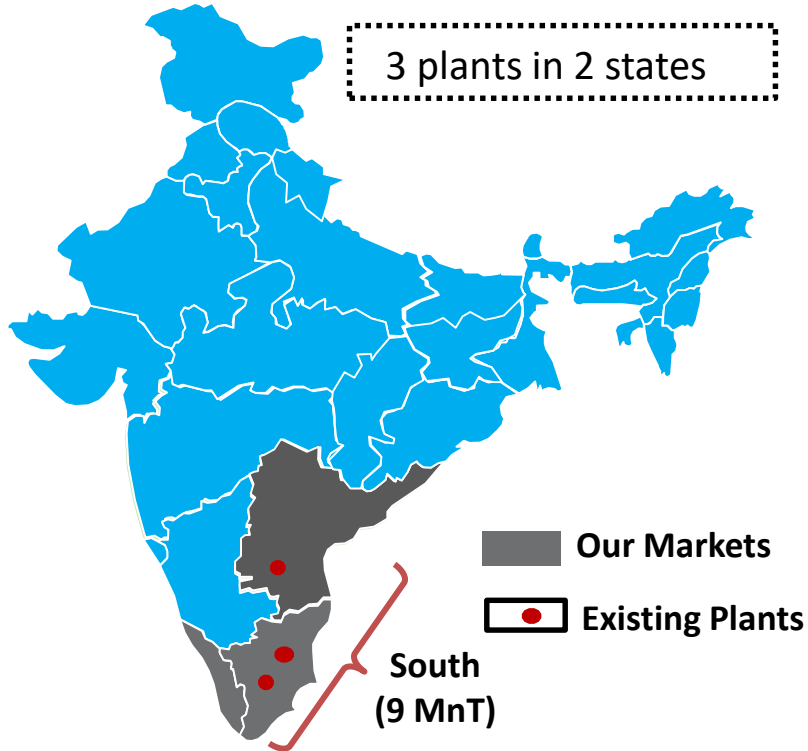 3 plants in 2 states
Our Markets
Existing Plants
South
(9 MnT)